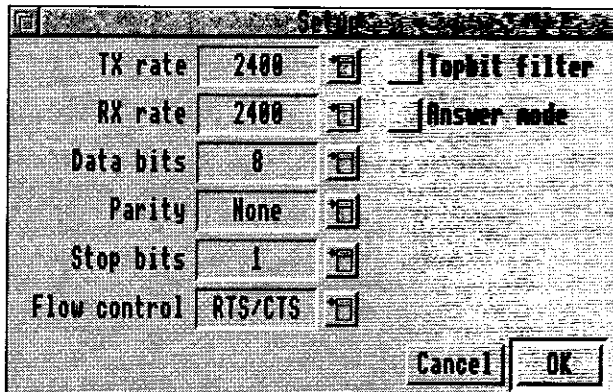 Setup
TX rate 2400 Topbit filter
RX rate 2400 Answer mode
Data bits 8
Parity None
Stop bits 1
Flow control RTS/CTS
Cancel OK